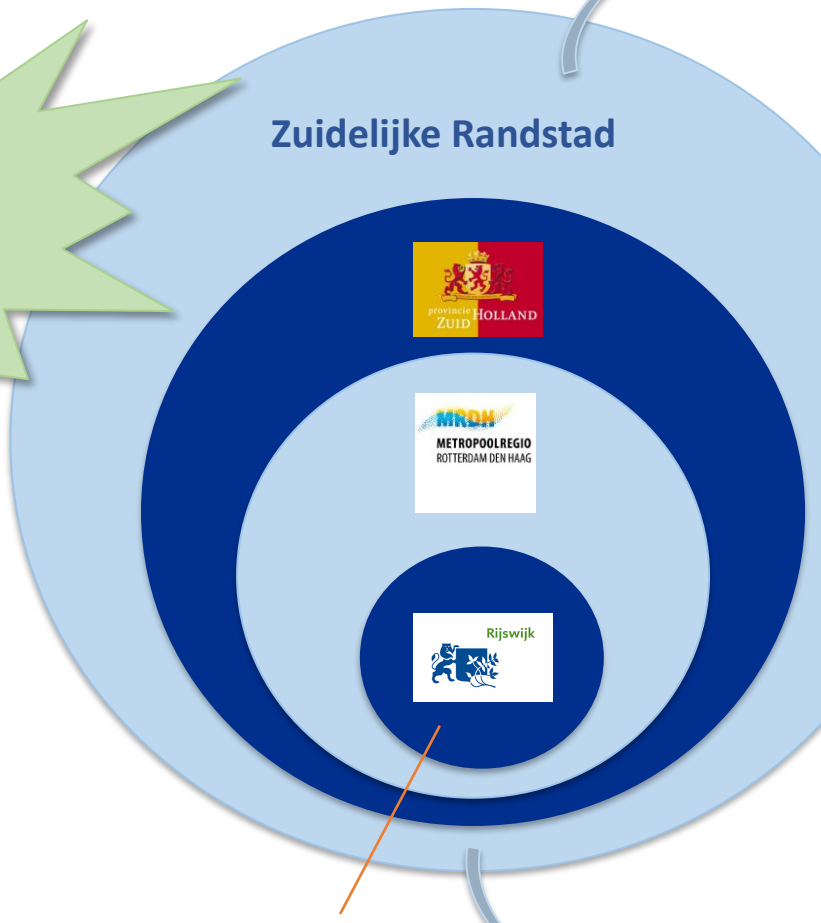 Zuidelijke Randstad
provincie HOLLAND
ZUID
MRDH
METROPOOLREGIO
ROTTERDAM DEN HAAG
Rijswijk